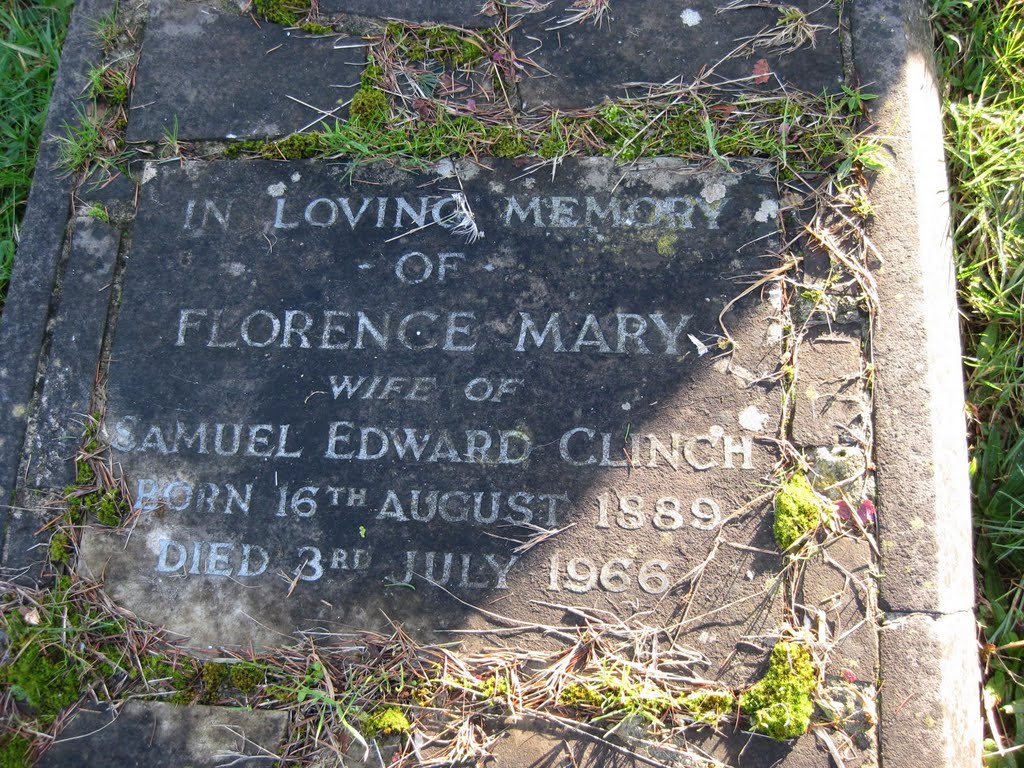 IN LOVING MEMORY
OF
FLORENCE MARY
WIFE OF
SAMUEL EDWARD CLINCH
BORN 16TH AUGUST 1889
DIED 3RD JULY 1966